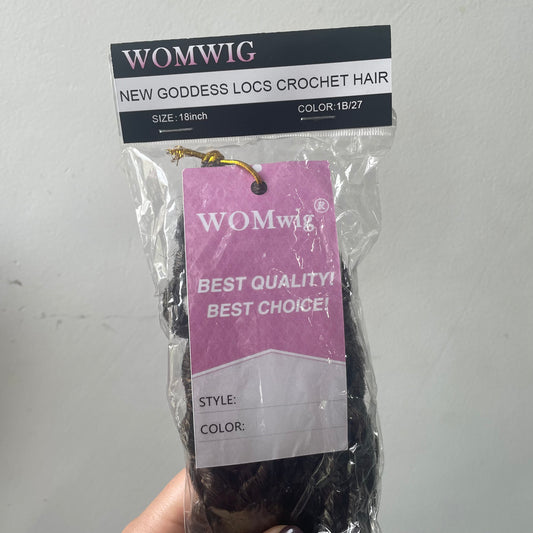 WOMWIG
NEW GODDESS LOCS CROCHET HAIR
SIZE: 18inch COLOR: 1B/27
WOMwig®
BEST QUALITY!
BEST CHOICE!
STYLE:
COLOR: